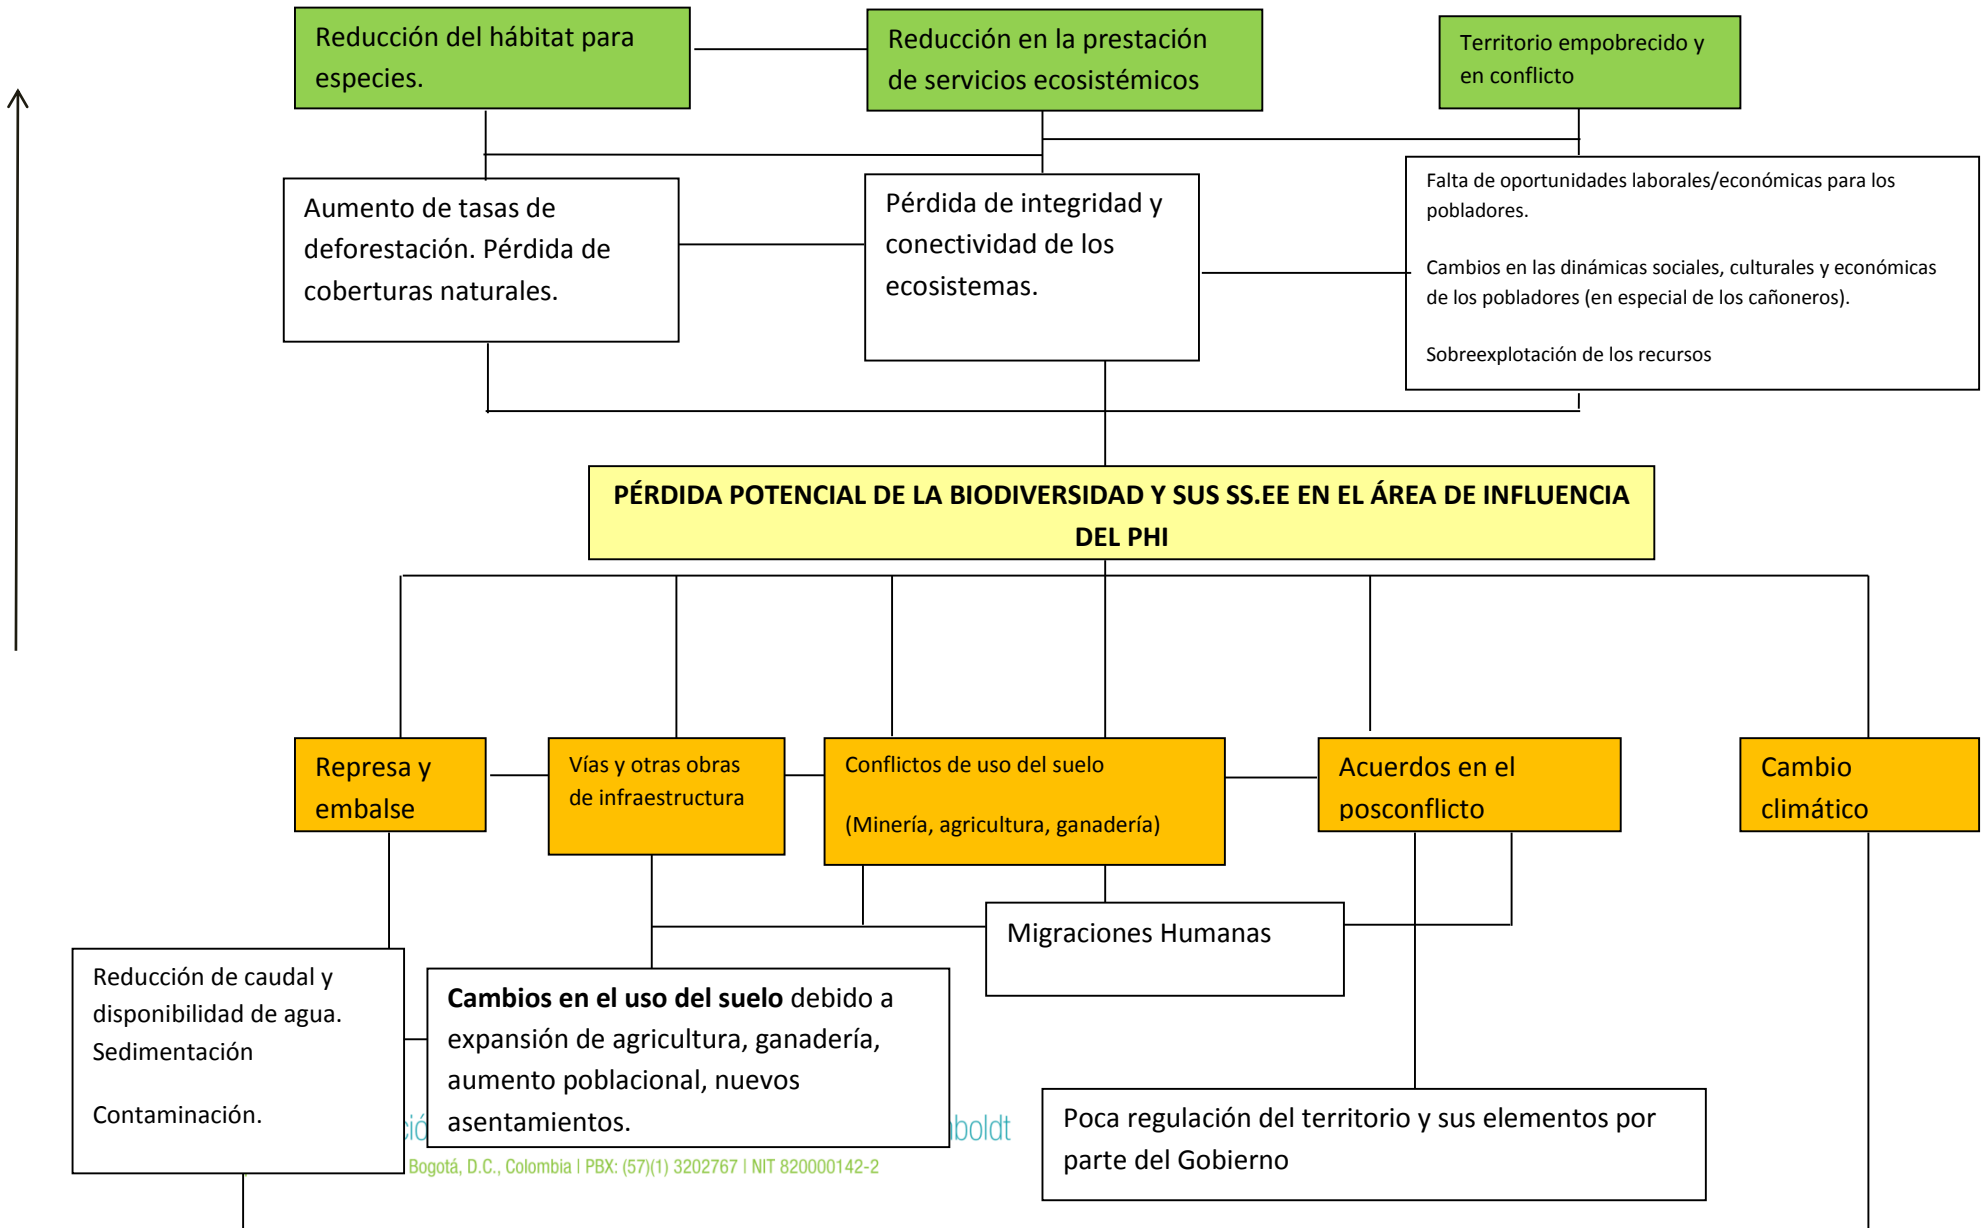 Reducción del hábitat para
especies.
Reducción en la prestación
de servicios ecosistémicos
Territorio empobrecido y
en conflicto
Aumento de tasas de
deforestación. Pérdida de
coberturas naturales.
Pérdida de integridad y
conectividad de los
ecosistemas.
Falta de oportunidades laborales/económicas para los
pobladores.
Cambios en las dinámicas sociales, culturales y económicas
de los pobladores (en especial de los cañoneros).
Sobreexplotación de los recursos
PÉRDIDA POTENCIAL DE LA BIODIVERSIDAD Y SUS SS.EE EN EL ÁREA DE INFLUENCIA
DEL PHI
Represa y
embalse
Vías y otras obras
de infraestructura
Conflictos de uso del suelo
(Minería, agricultura, ganadería)
Acuerdos en el
posconflicto
Cambio
climático
Migraciones Humanas
Reducción de caudal y
disponibilidad de agua.
Sedimentación
Contaminación.
Cambios en el uso del suelo debido a
expansión de agricultura, ganadería,
aumento poblacional, nuevos
asentamientos.
Poca regulación del territorio y sus elementos por
parte del Gobierno
Bogotá, D.C., Colombia | PBX: (57)(1) 3202767 | NIT 820000142-2